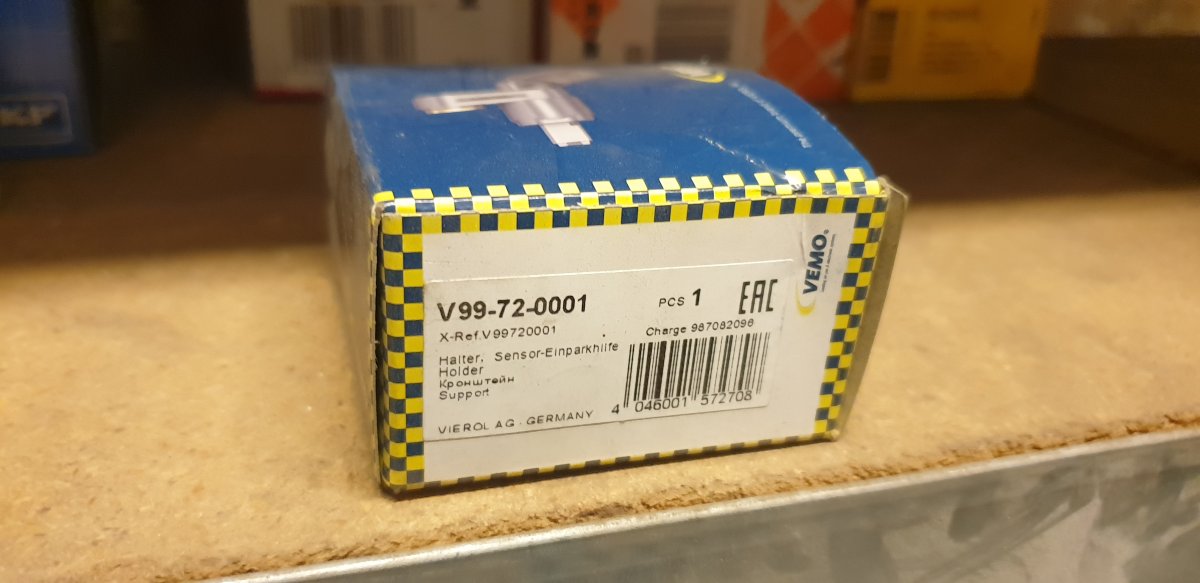 SKF
V99-72-0001
PCS 1
EAC
VEMO®
X-Ref.V99720001
Charge 987082096
Halter, Sensor-Einparkhilfe
Holder
Кронштейн
Support
4 046001 572708
VIEROL AG · GERMANY